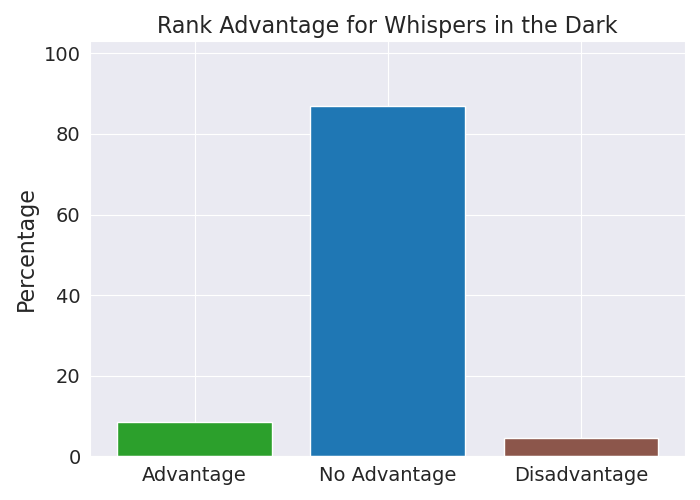 Rank Advantage for Whispers in the Dark
Percentage
100
80
60
40
20
0
Advantage
No Advantage
Disadvantage